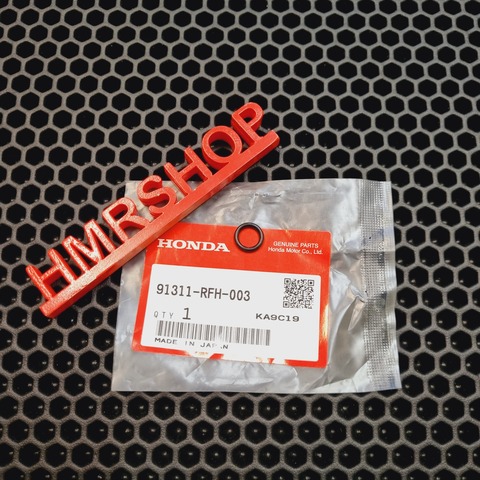 HMRSHOP
HONDA
GENUINE PARTS
Honda Motor Co., Ltd.
91311-RFH-003
QTY 1
KA9C19
MADE IN JAPAN